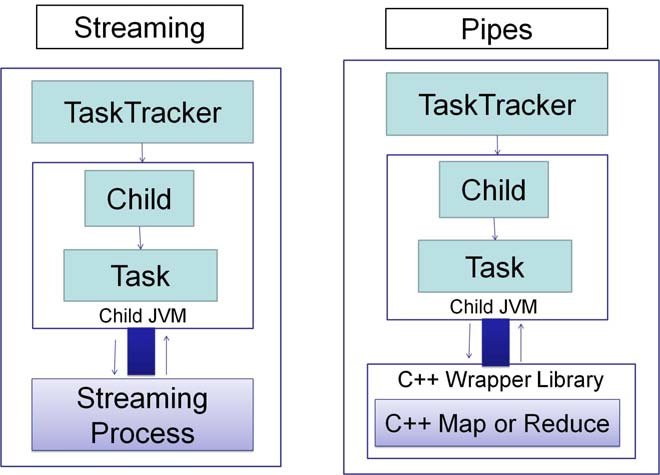 Streaming
TaskTracker
Child
Task
Child JVM
Streaming
Process
Pipes
TaskTracker
Child
Task
Child JVM
C++ Wrapper Library
C++ Map or Reduce